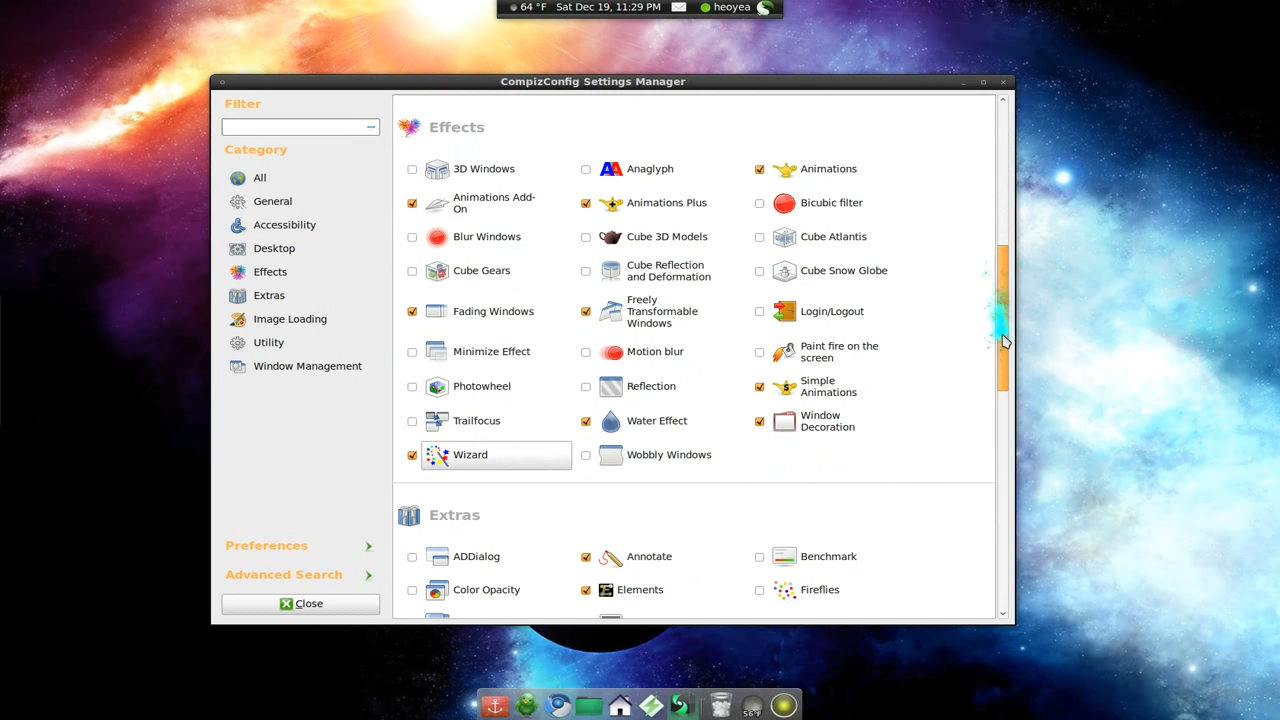 64 °F Sat Dec 19, 11:29 PM heoyea
CompizConfig Settings Manager
Filter
Category
All
General
Accessibility
Desktop
Effects
Extras
Image Loading
Utility
Window Management
Preferences
Advanced Search
Close
Effects
3D Windows
Anaglyph
Animations
Animations Add-
On
Animations Plus
Bicubic filter
Blur Windows
Cube 3D Models
Cube Atlantis
Cube Gears
Cube Reflection
and Deformation
Cube Snow Globe
Fading Windows
Freely
Transformable
Windows
Login/Logout
Minimize Effect
Motion blur
Paint fire on the
screen
Photowheel
Reflection
Simple
Animations
Trailfocus
Water Effect
Window
Decoration
Wizard
Wobbly Windows
Extras
ADDialog
Annotate
Benchmark
Color Opacity
Elements
Fireflies
56°F